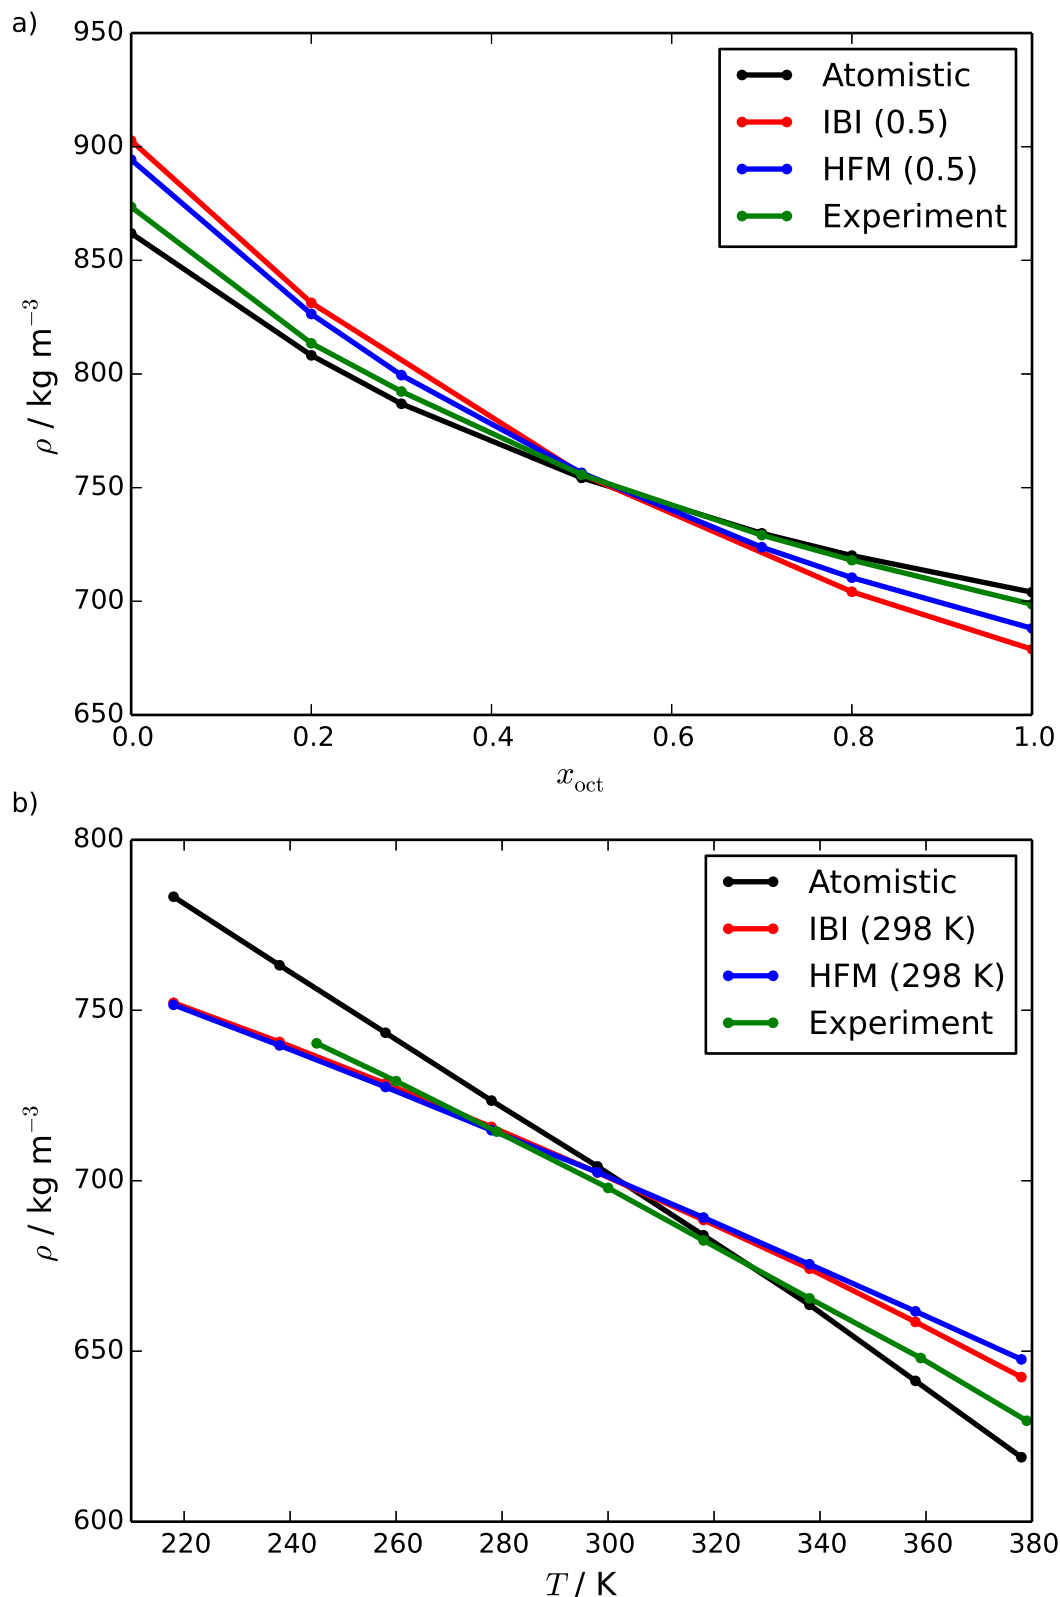 a)
950
900
850
800
750
700
650
ρ / kg m⁻³
Atomistic
IBI (0.5)
HFM (0.5)
Experiment
0.0 0.2 0.4 0.6 0.8 1.0
x_oct
b)
800
750
700
650
600
ρ / kg m⁻³
Atomistic
IBI (298 K)
HFM (298 K)
Experiment
220 240 260 280 300 320 340 360 380
T / K